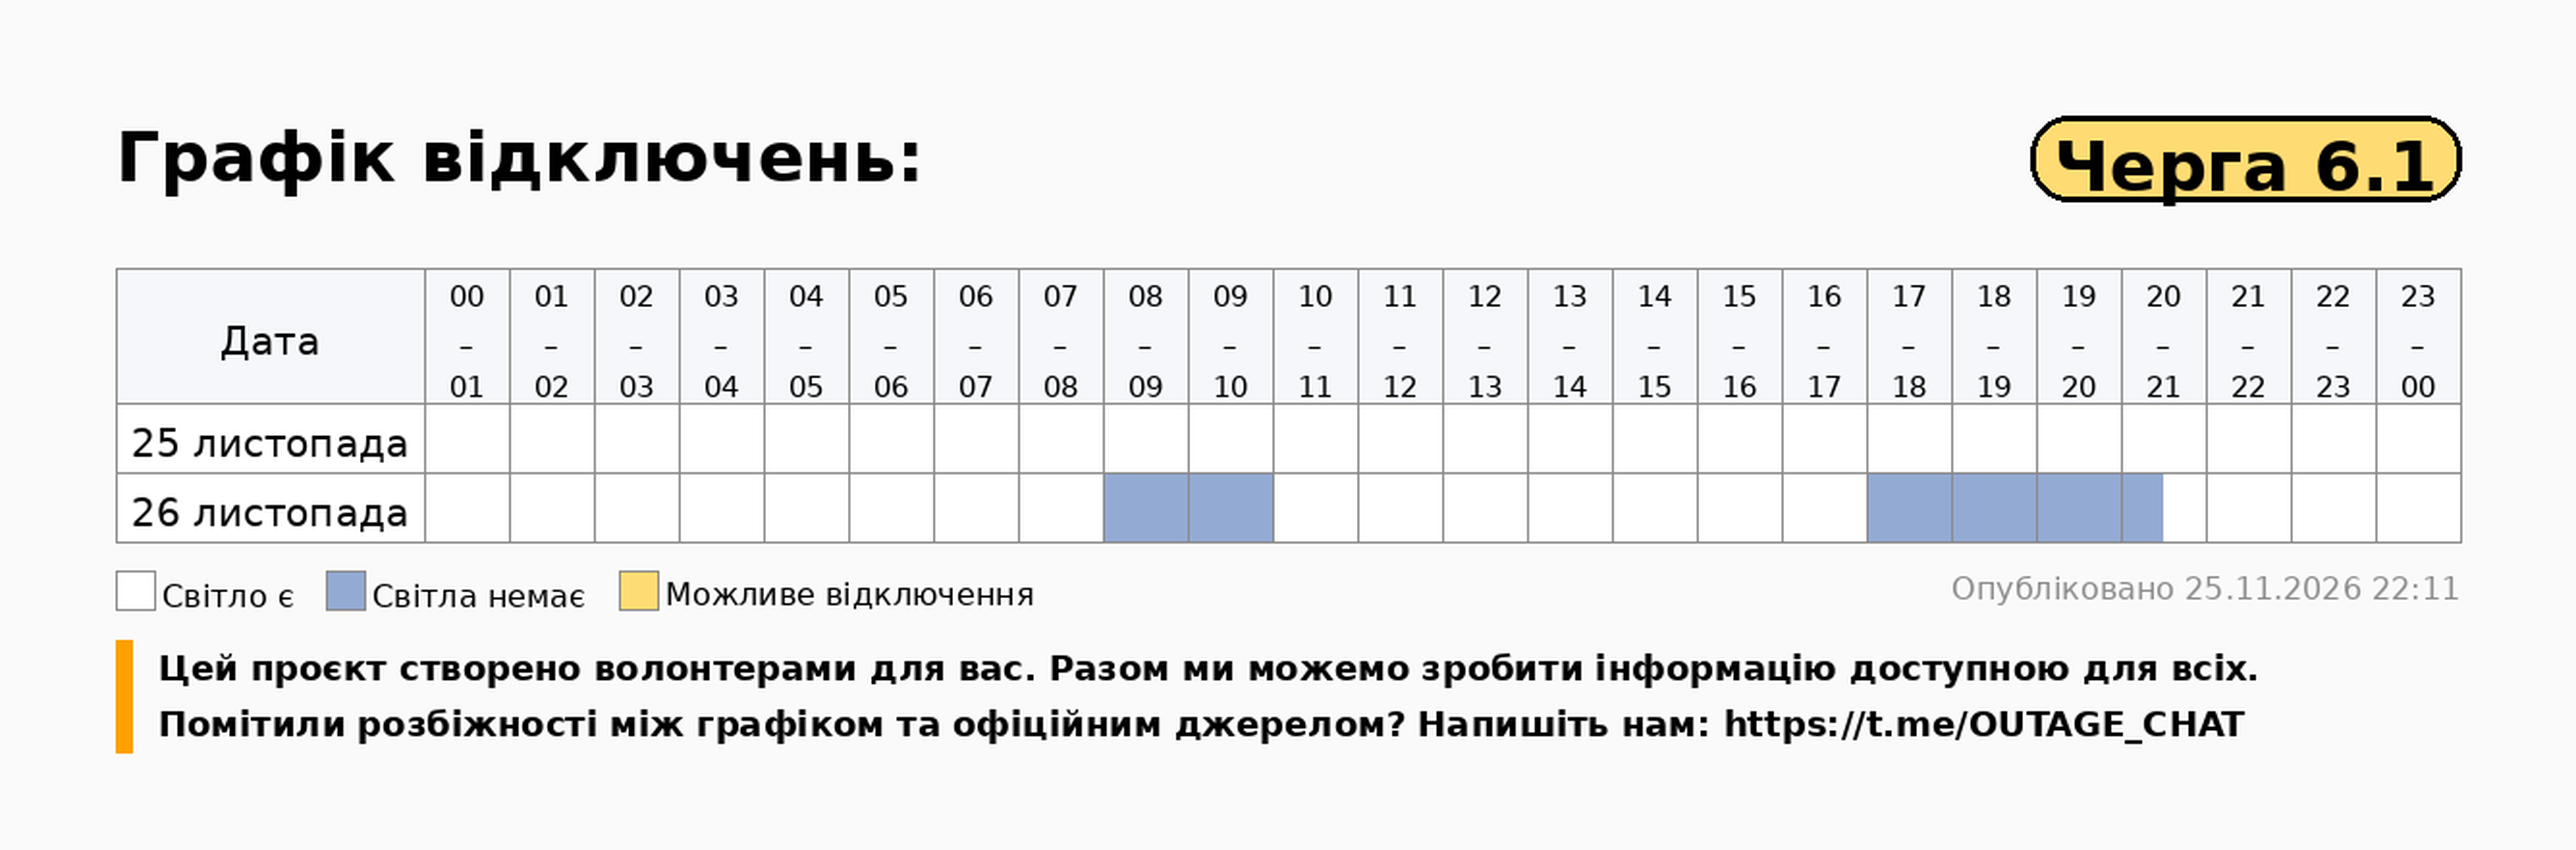 Графік відключень:
Черга 6.1
Дата 00 – 01 01 – 02 02 – 03 03 – 04 04 – 05 05 – 06 06 – 07 07 – 08 08 – 09 09 – 10 10 – 11 11 – 12 12 – 13 13 – 14 14 – 15 15 – 16 16 – 17 17 – 18 18 – 19 19 – 20 20 – 21 21 – 22 22 – 23 23 – 00
25 листопада
26 листопада
Світло є Світла немає Можливе відключення
Опубліковано 25.11.2026 22:11
Цей проєкт створено волонтерами для вас. Разом ми можемо зробити інформацію доступною для всіх.
Помітили розбіжності між графіком та офіційним джерелом? Напишіть нам: https://t.me/OUTAGE_CHAT